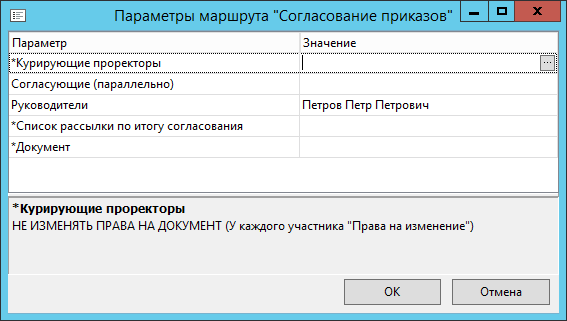 Параметры маршрута "Согласование приказов"
Параметр Значение
*Курирующие проректоры ...
Согласующие (параллельно)
Руководители Петров Петр Петрович
*Список рассылки по итогу согласования
*Документ
*Курирующие проректоры
НЕ ИЗМЕНЯТЬ ПРАВА НА ДОКУМЕНТ (У каждого участника "Права на изменение")
ОК Отмена